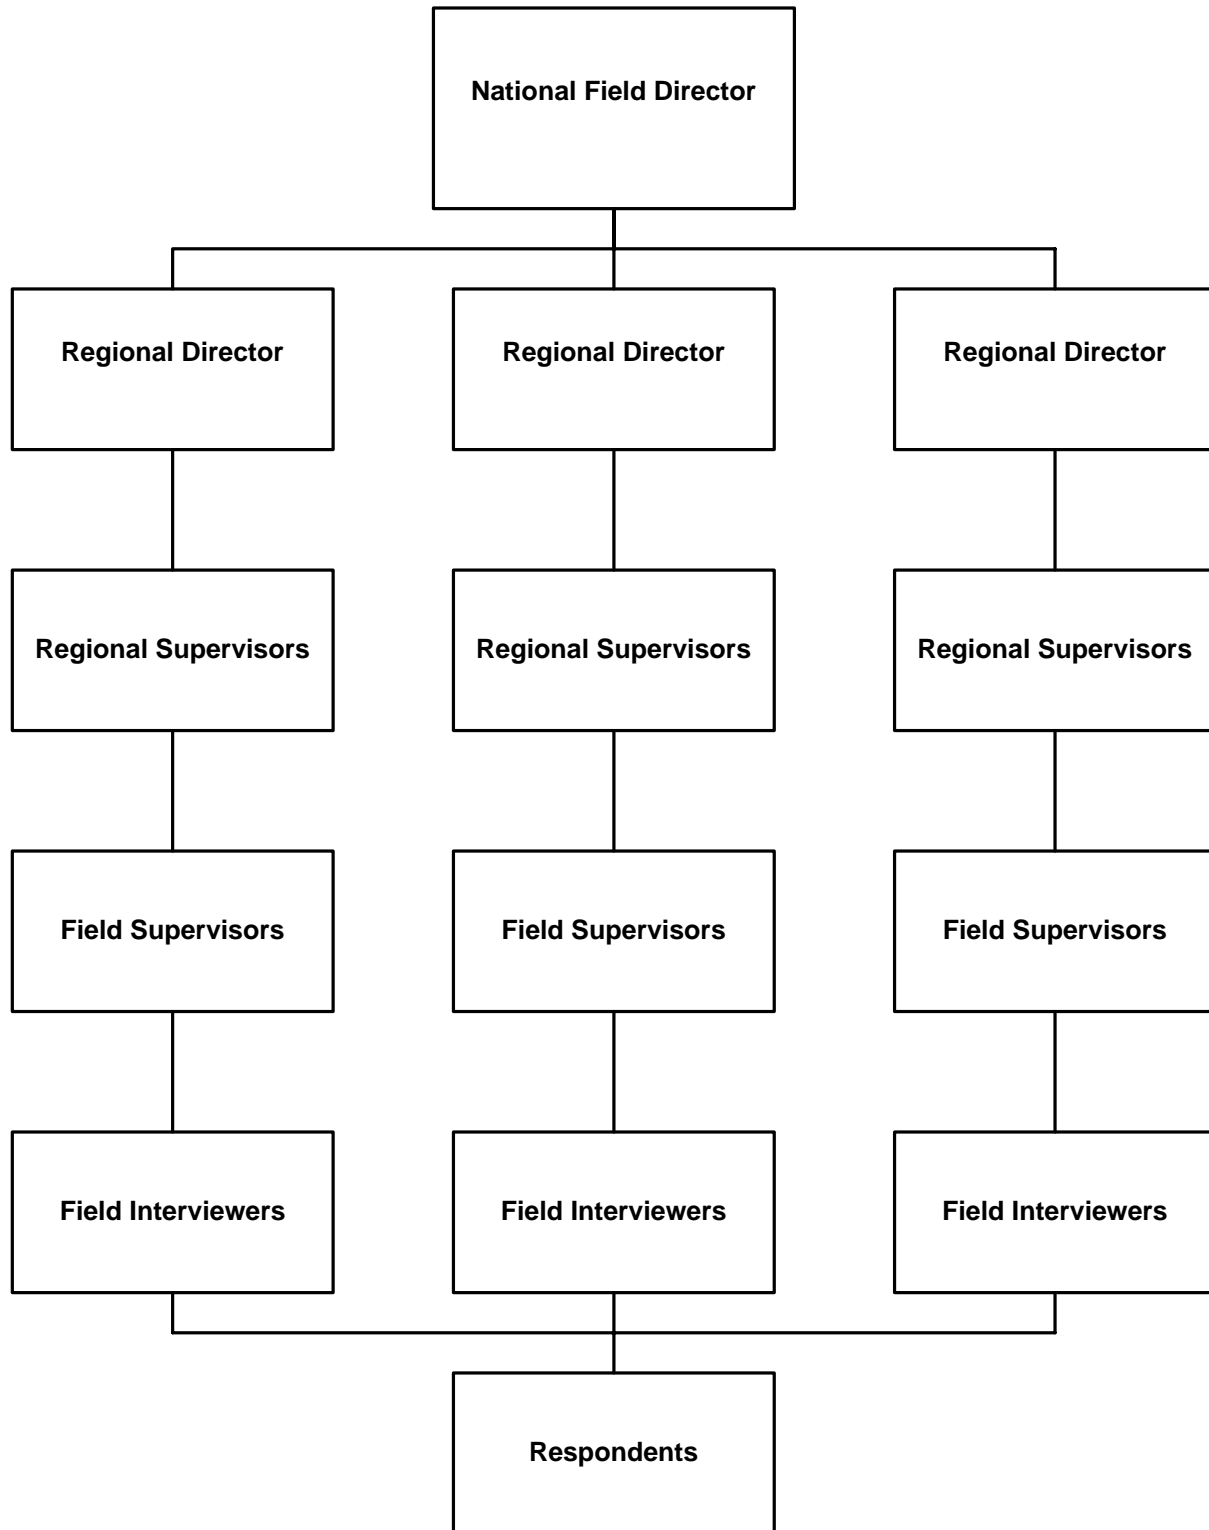 National Field Director
Regional Director
Regional Director
Regional Director
Regional Supervisors
Regional Supervisors
Regional Supervisors
Field Supervisors
Field Supervisors
Field Supervisors
Field Interviewers
Field Interviewers
Field Interviewers
Respondents